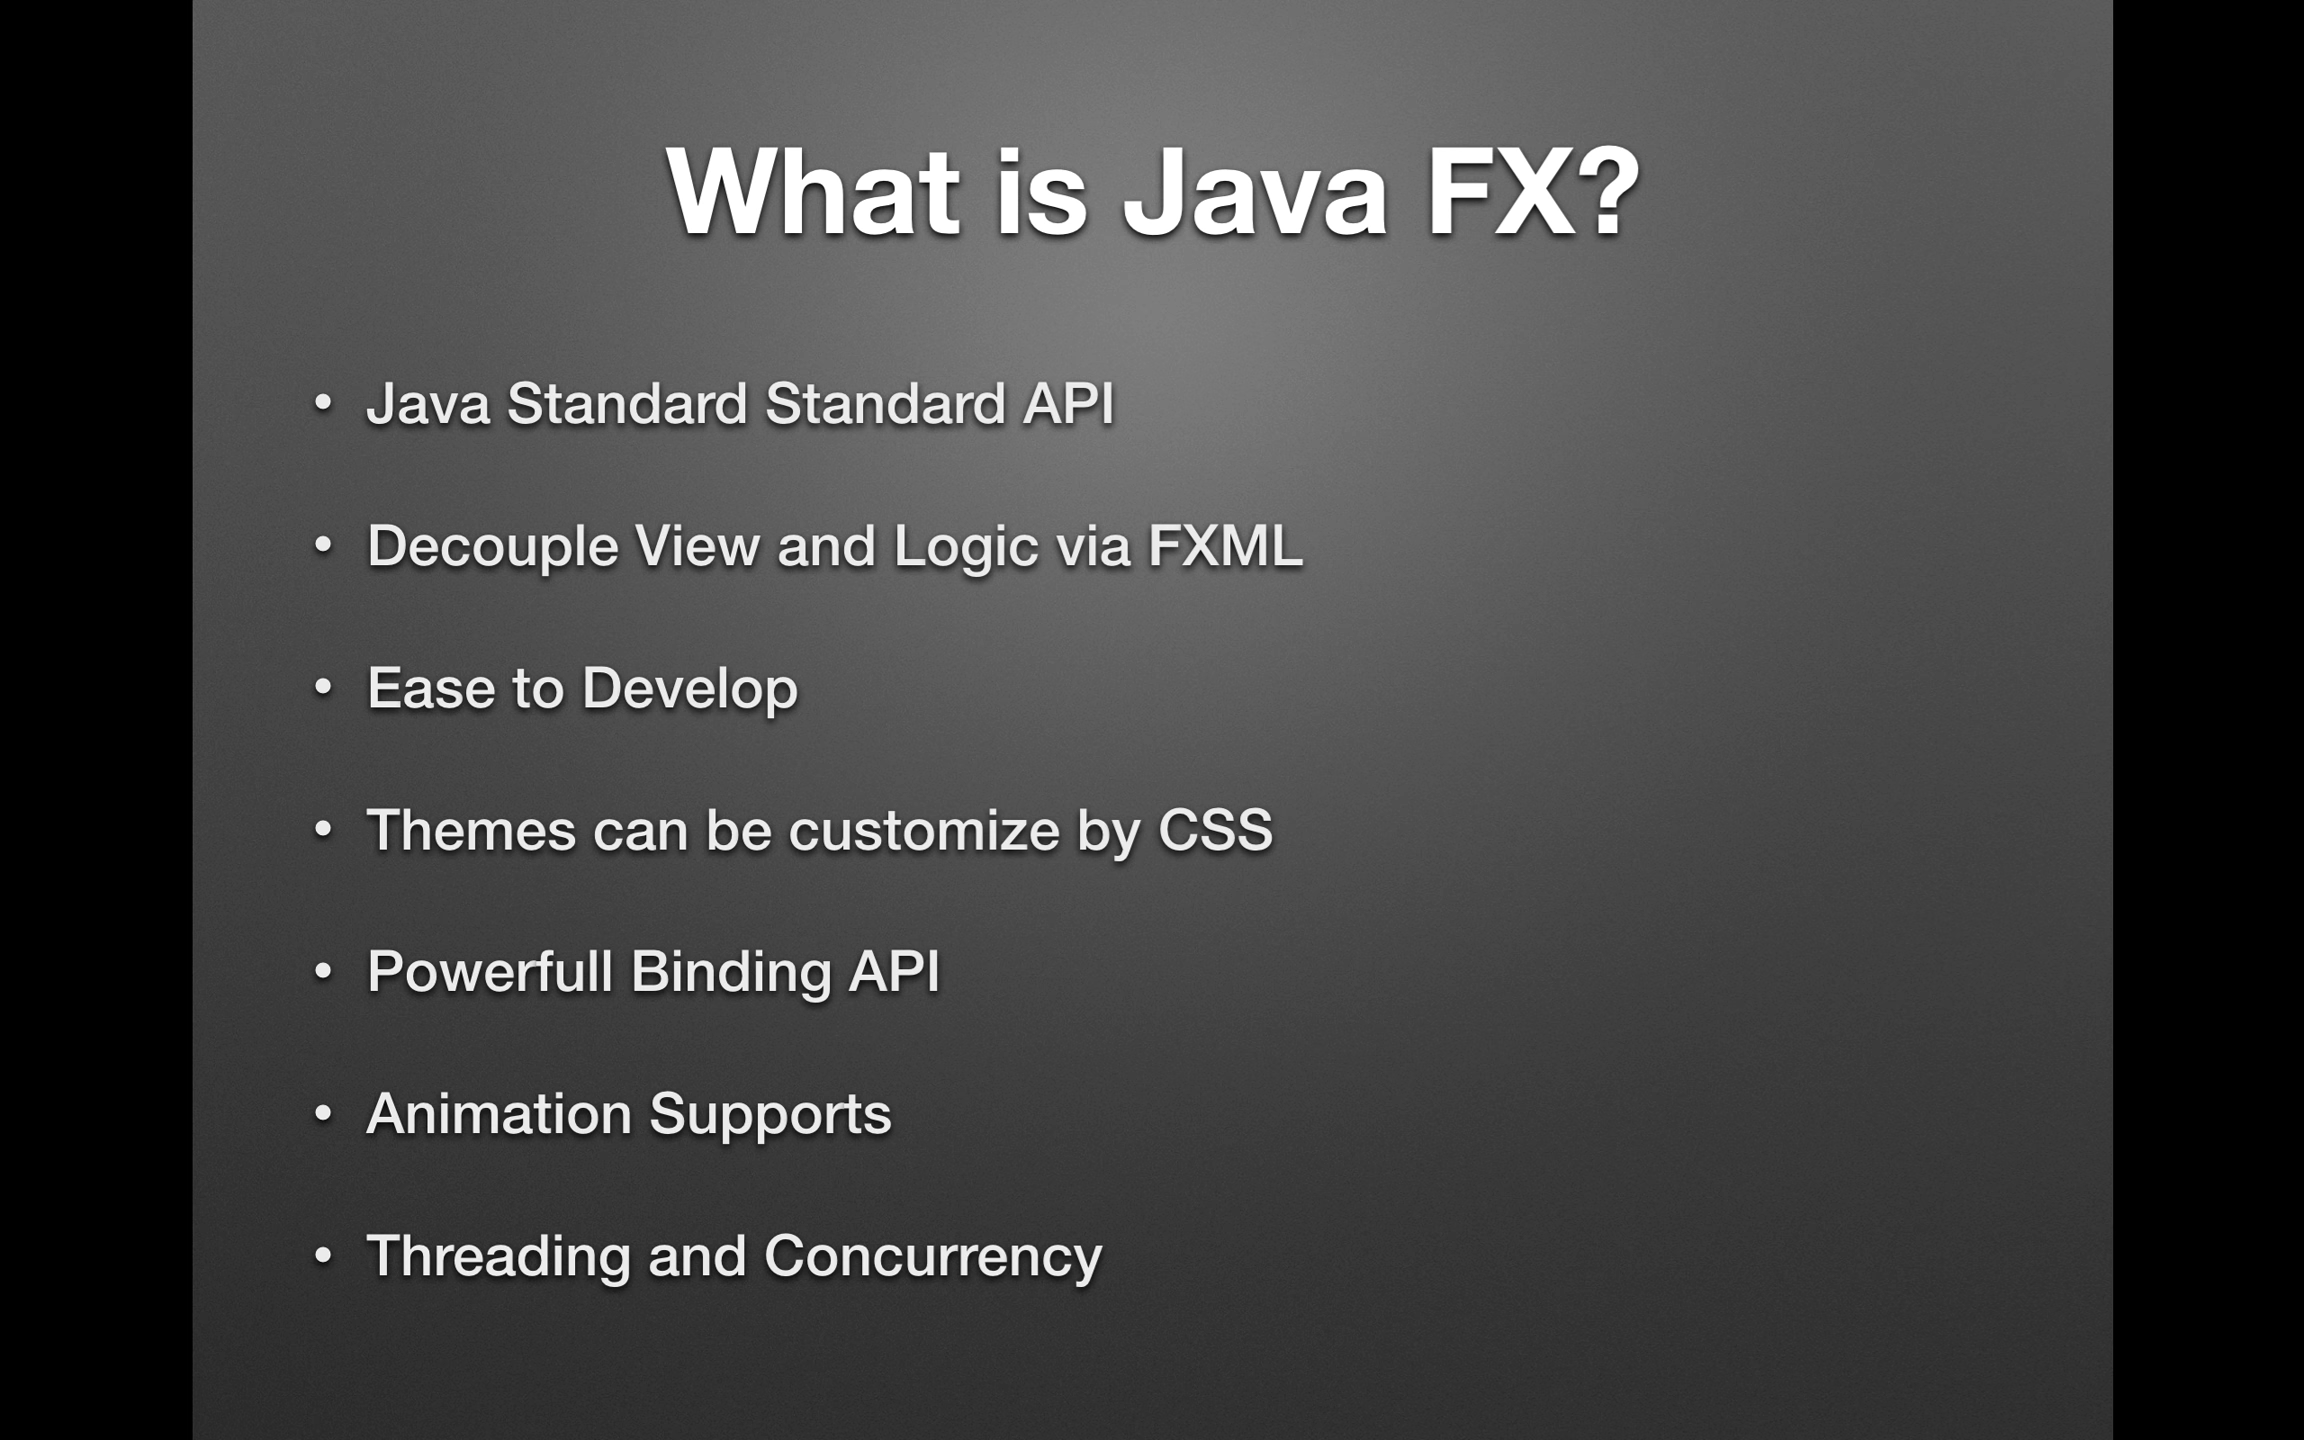 What is Java FX?
• Java Standard Standard API
• Decouple View and Logic via FXML
• Ease to Develop
• Themes can be customize by CSS
• Powerfull Binding API
• Animation Supports
• Threading and Concurrency